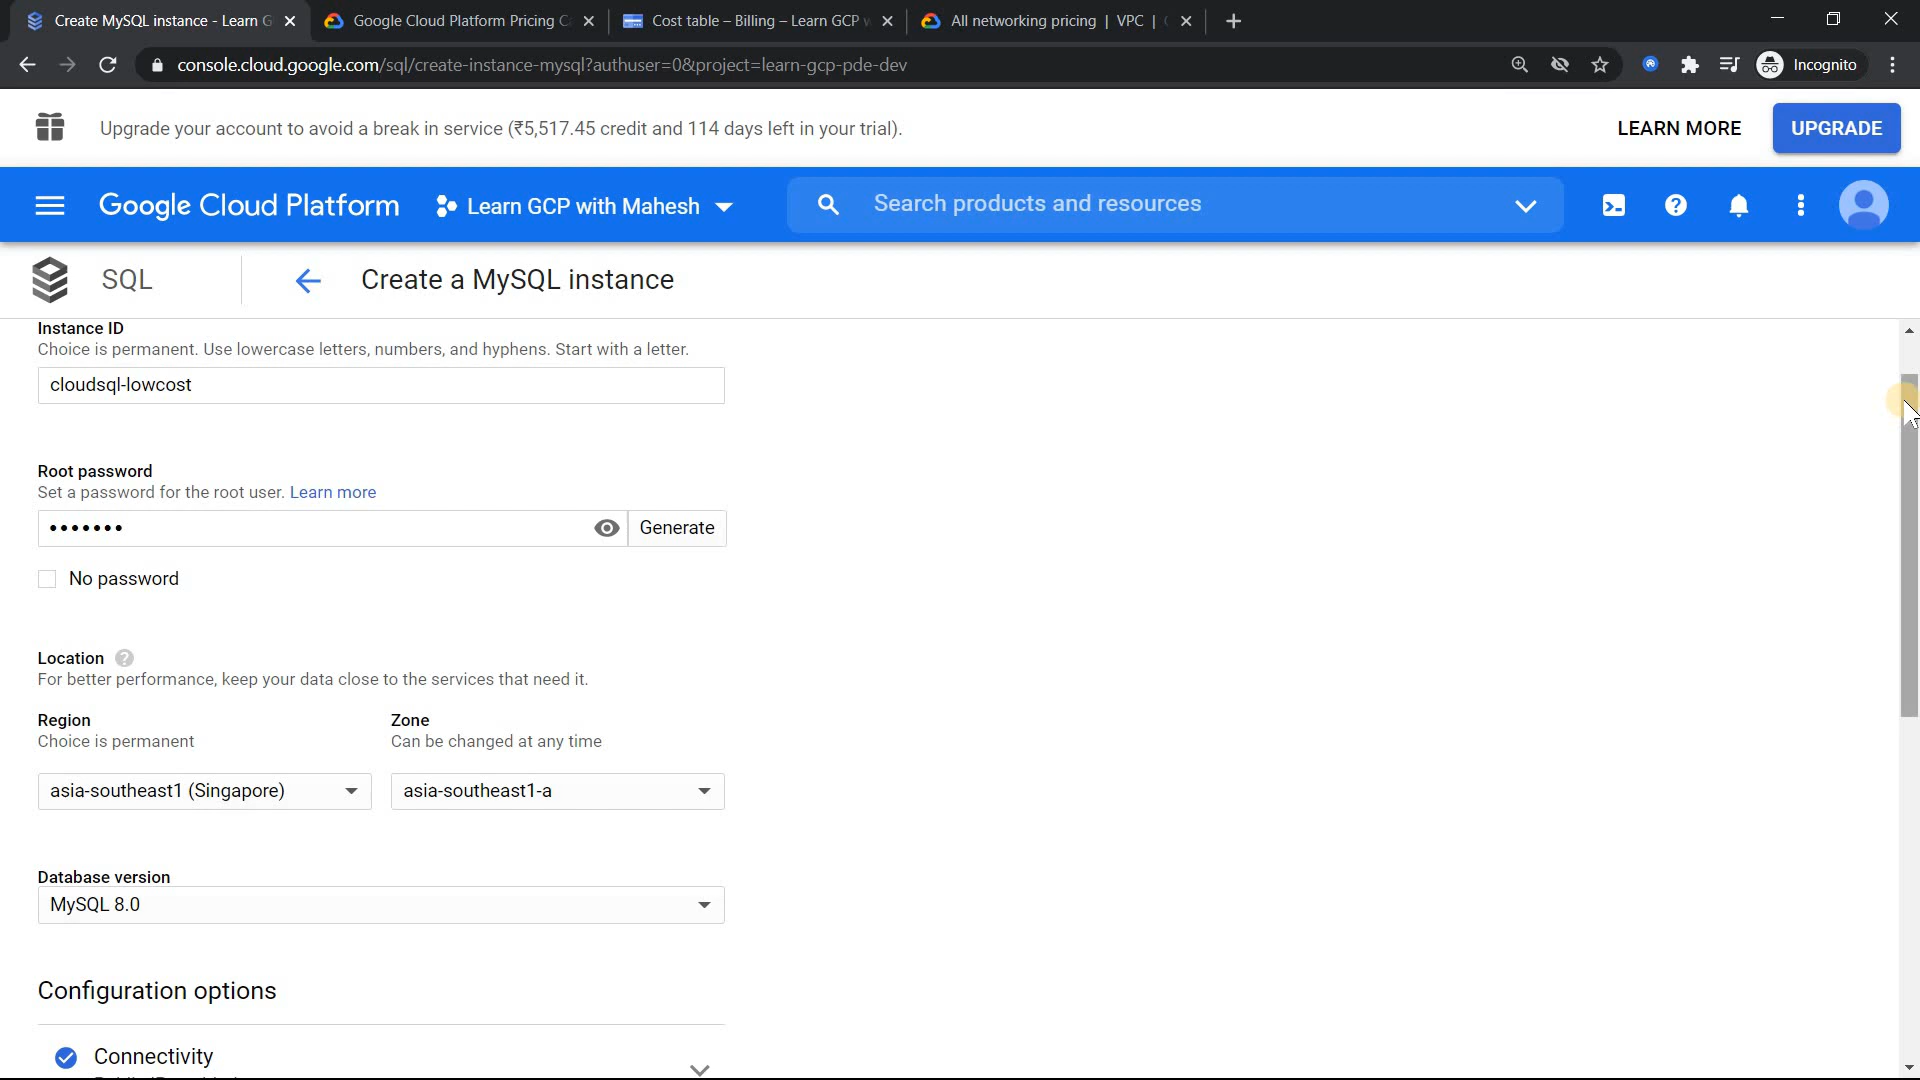 Create MySQL instance - Learn G
Google Cloud Platform Pricing C
Cost table – Billing – Learn GCP w
All networking pricing | VPC |
console.cloud.google.com/sql/create-instance-mysql?authuser=0&project=learn-gcp-pde-dev
Incognito
Upgrade your account to avoid a break in service (₹5,517.45 credit and 114 days left in your trial).
LEARN MORE
UPGRADE
Google Cloud Platform
Learn GCP with Mahesh
Search products and resources
SQL
Create a MySQL instance
Instance ID
Choice is permanent. Use lowercase letters, numbers, and hyphens. Start with a letter.
cloudsql-lowcost
Root password
Set a password for the root user. Learn more
•••••••
Generate
No password
Location
For better performance, keep your data close to the services that need it.
Region
Zone
Choice is permanent
Can be changed at any time
asia-southeast1 (Singapore)
asia-southeast1-a
Database version
MySQL 8.0
Configuration options
Connectivity